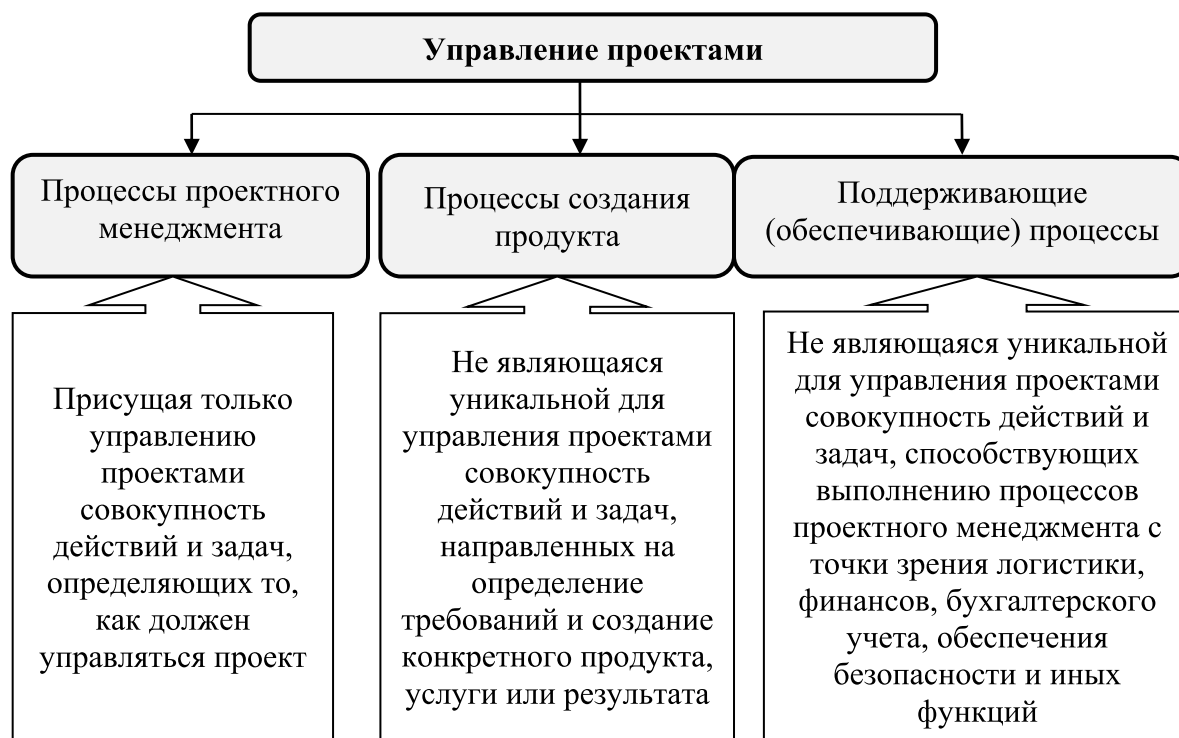 Управление проектами
Процессы проектного
менеджмента
Процессы создания
продукта
Поддерживающие
(обеспечивающие) процессы
Присущая только
управлению
проектами
совокупность
действий и задач,
определяющих то,
как должен
управляться проект
Не являющаяся
уникальной для
управления проектами
совокупность
действий и задач,
направленных на
определение
требований и создание
конкретного продукта,
услуги или результата
Не являющаяся уникальной
для управления проектами
совокупность действий и
задач, способствующих
выполнению процессов
проектного менеджмента с
точки зрения логистики,
финансов, бухгалтерского
учета, обеспечения
безопасности и иных
функций